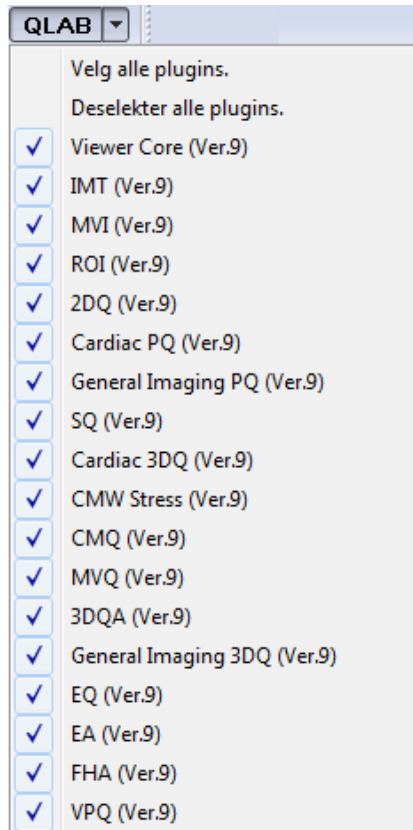 QLAB
Velg alle plugins.
Deselekter alle plugins.
Viewer Core (Ver.9)
IMT (Ver.9)
MVI (Ver.9)
ROI (Ver.9)
2DQ (Ver.9)
Cardiac PQ (Ver.9)
General Imaging PQ (Ver.9)
SQ (Ver.9)
Cardiac 3DQ (Ver.9)
CMW Stress (Ver.9)
CMQ (Ver.9)
MVQ (Ver.9)
3DQA (Ver.9)
General Imaging 3DQ (Ver.9)
EQ (Ver.9)
EA (Ver.9)
FHA (Ver.9)
VPQ (Ver.9)